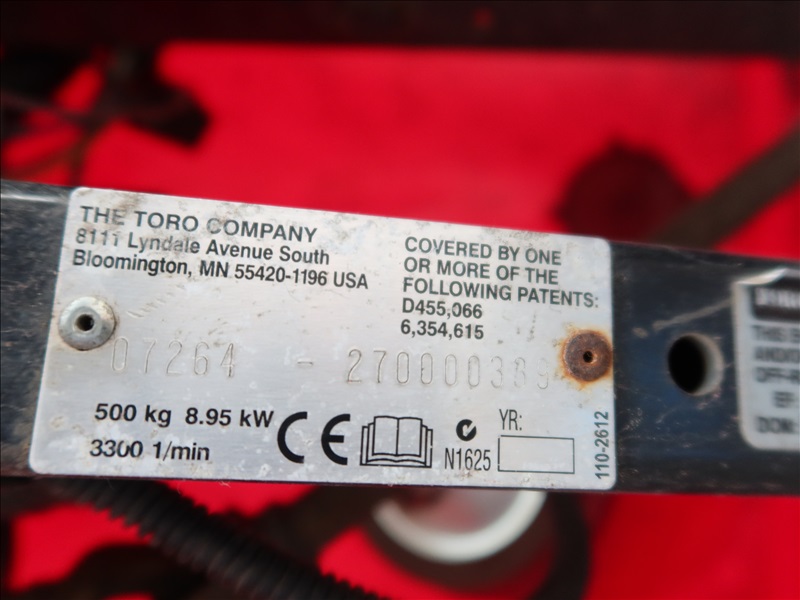 THE TORO COMPANY
8111 Lyndale Avenue South
Bloomington, MN 55420-1196 USA
COVERED BY ONE
OR MORE OF THE
FOLLOWING PATENTS:
D455,066
6,354,615
07264 -
500 kg 8.95 kW
3300 1/min
CE
N1625
YR:
110-2612
THIS